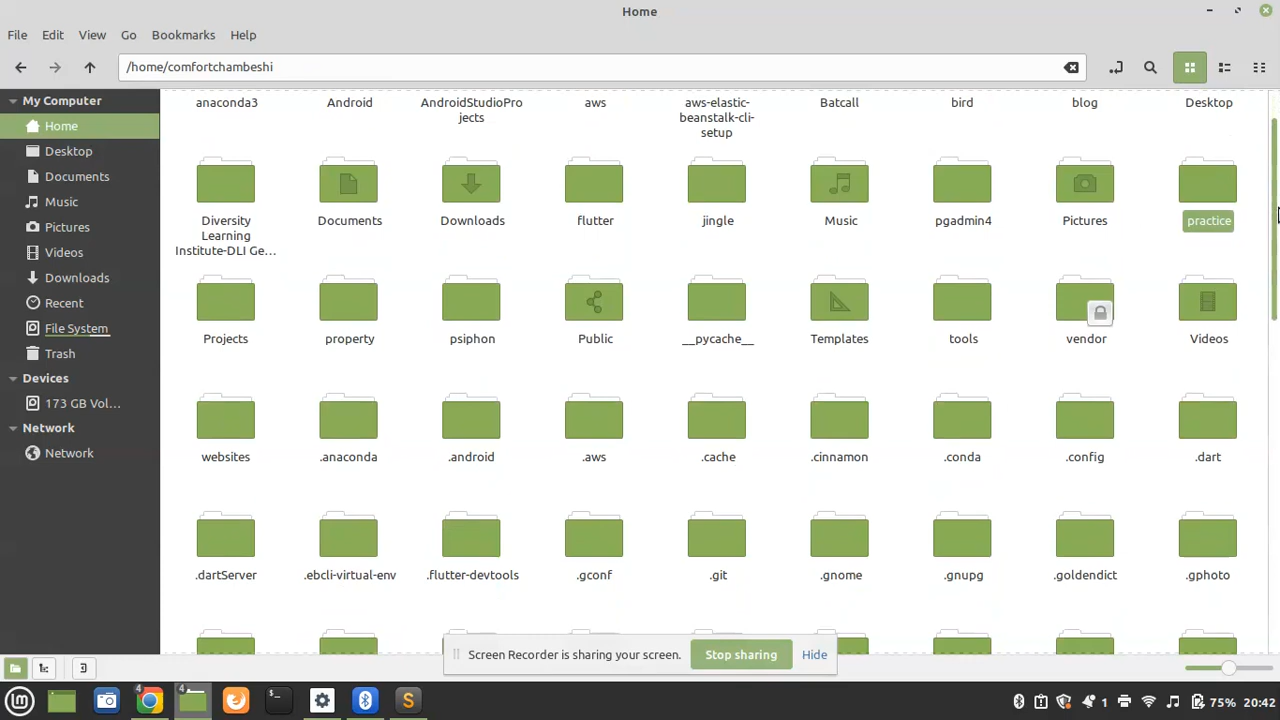 Home
File Edit View Go Bookmarks Help
/home/comfortchambeshi
My Computer
Home
Desktop
Documents
Music
Pictures
Videos
Downloads
Recent
File System
Trash
Devices
173 GB Vol...
Network
Network
anaconda3 Android AndroidStudioPro aws aws-elastic- Batcall bird blog Desktop
jects beanstalk-cli-
setup
Diversity Documents Downloads flutter jingle Music pgadmin4 Pictures practice
Learning
Institute-DLI Ge...
Projects property psiphon Public __pycache__ Templates tools vendor Videos
websites .anaconda .android .aws .cache .cinnamon .conda .config .dart
.dartServer .ebcli-virtual-env .flutter-devtools .gconf .git .gnome .gnupg .goldendict .gphoto
Screen Recorder is sharing your screen. Stop sharing Hide
4 4 $_ S 1 75% 20:42